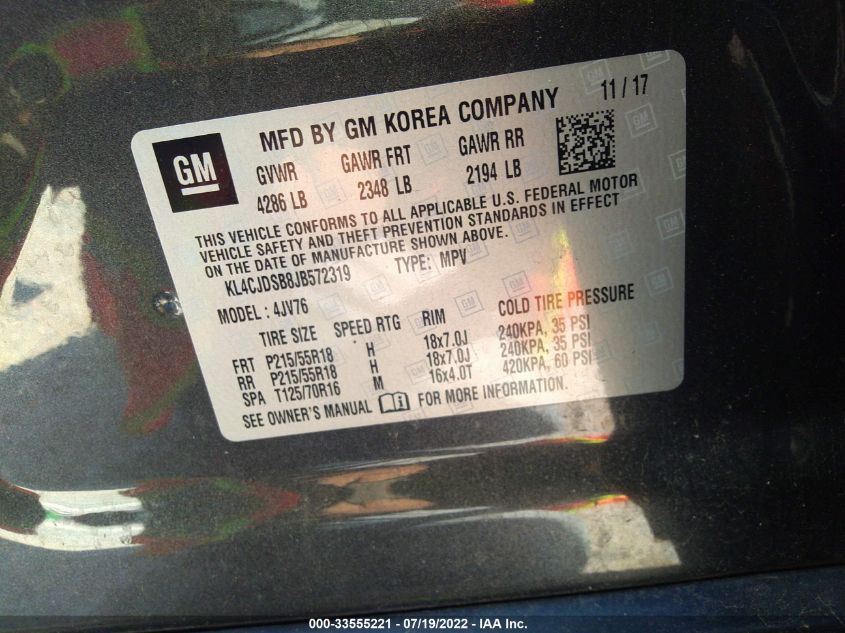 11 / 17
MFD BY GM KOREA COMPANY
GM
GVWR GAWR FRT GAWR RR
4286 LB 2348 LB 2194 LB
THIS VEHICLE CONFORMS TO ALL APPLICABLE U.S. FEDERAL MOTOR
VEHICLE SAFETY AND THEFT PREVENTION STANDARDS IN EFFECT
ON THE DATE OF MANUFACTURE SHOWN ABOVE.
KL4CJDSB8JB572319 TYPE: MPV
MODEL : 4JV76
TIRE SIZE SPEED RTG RIM COLD TIRE PRESSURE
FRT P215/55R18 H 18x7.0J 240KPA, 35 PSI
RR P215/55R18 H 18x7.0J 240KPA, 35 PSI
SPA T125/70R16 M 16x4.0T 420KPA, 60 PSI
SEE OWNER'S MANUAL FOR MORE INFORMATION.
000-33555221 - 07/19/2022 - IAA Inc.